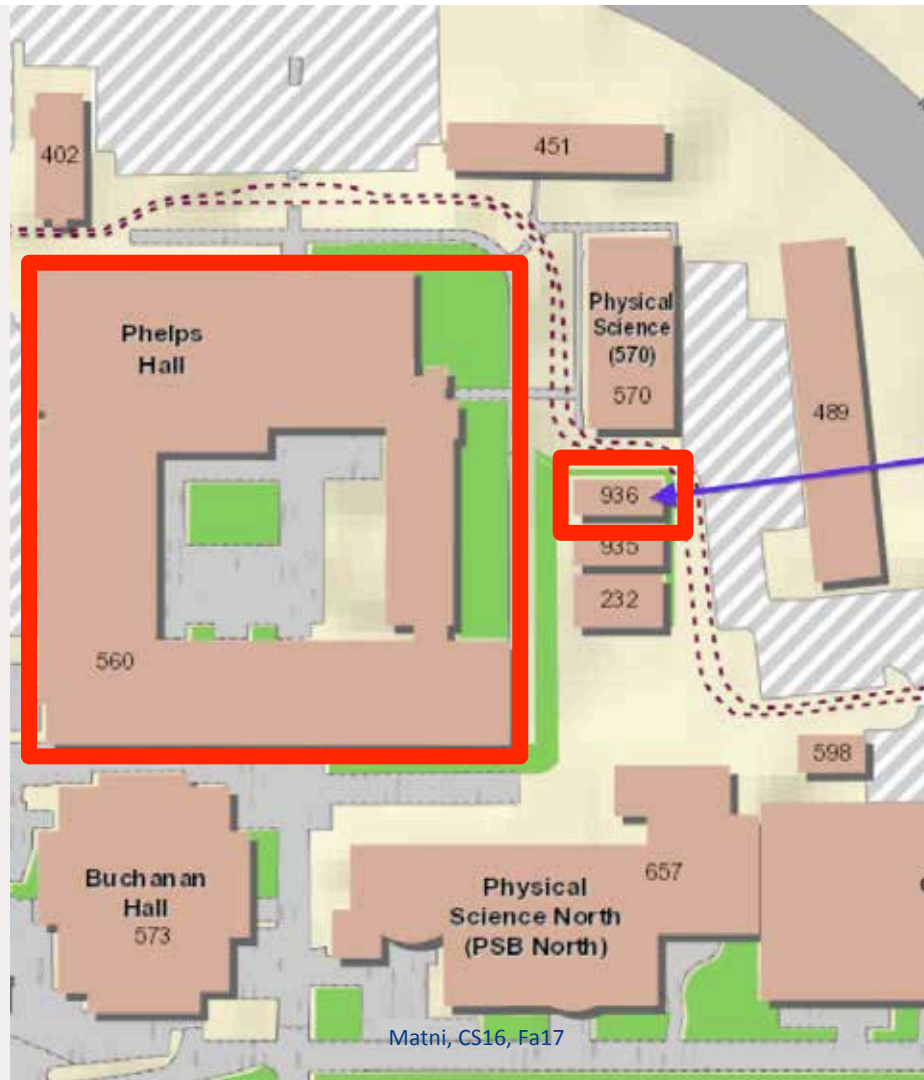 402
451
Phelps
Hall
Physical
Science
(570)
570
489
936
935
232
560
598
Buchanan
Hall
573
657
Physical
Science North
(PSB North)
Matni, CS16, Fa17